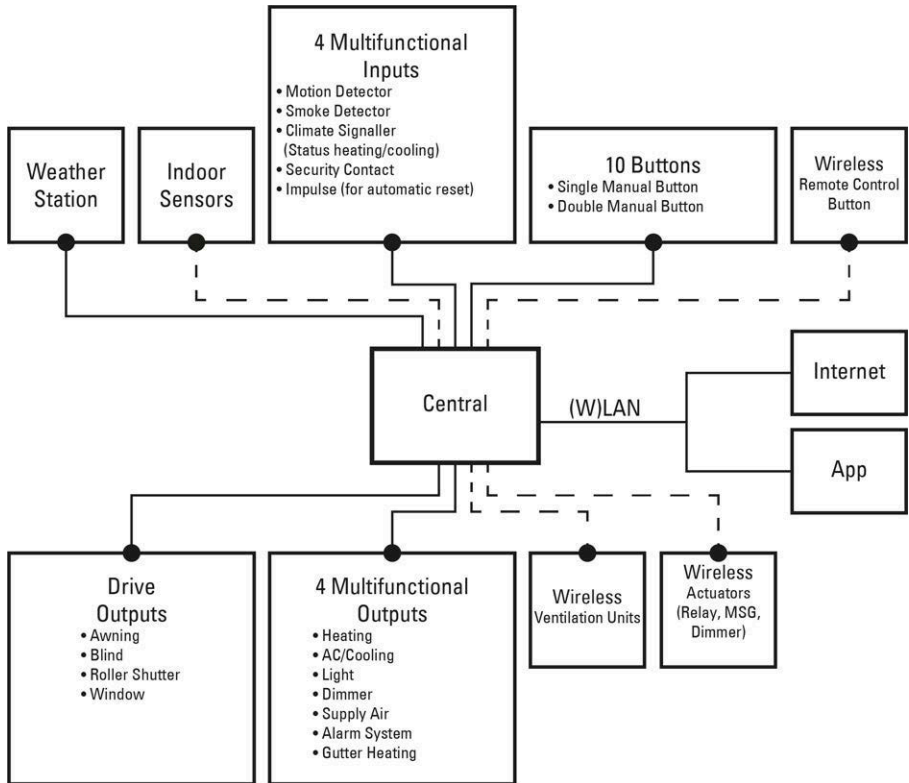 4 Multifunctional
Inputs
• Motion Detector
• Smoke Detector
• Climate Signaller
(Status heating/cooling)
• Security Contact
• Impulse (for automatic reset)
Weather
Station
Indoor
Sensors
10 Buttons
• Single Manual Button
• Double Manual Button
Wireless
Remote Control
Button
Central
(W)LAN
Internet
App
Drive
Outputs
• Awning
• Blind
• Roller Shutter
• Window
4 Multifunctional
Outputs
• Heating
• AC/Cooling
• Light
• Dimmer
• Supply Air
• Alarm System
• Gutter Heating
Wireless
Ventilation Units
Wireless
Actuators
(Relay, MSG,
Dimmer)